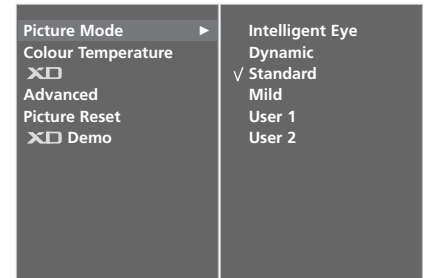 Picture Mode ►
Colour Temperature
XD
Advanced
Picture Reset
XD Demo
Intelligent Eye
Dynamic
√ Standard
Mild
User 1
User 2